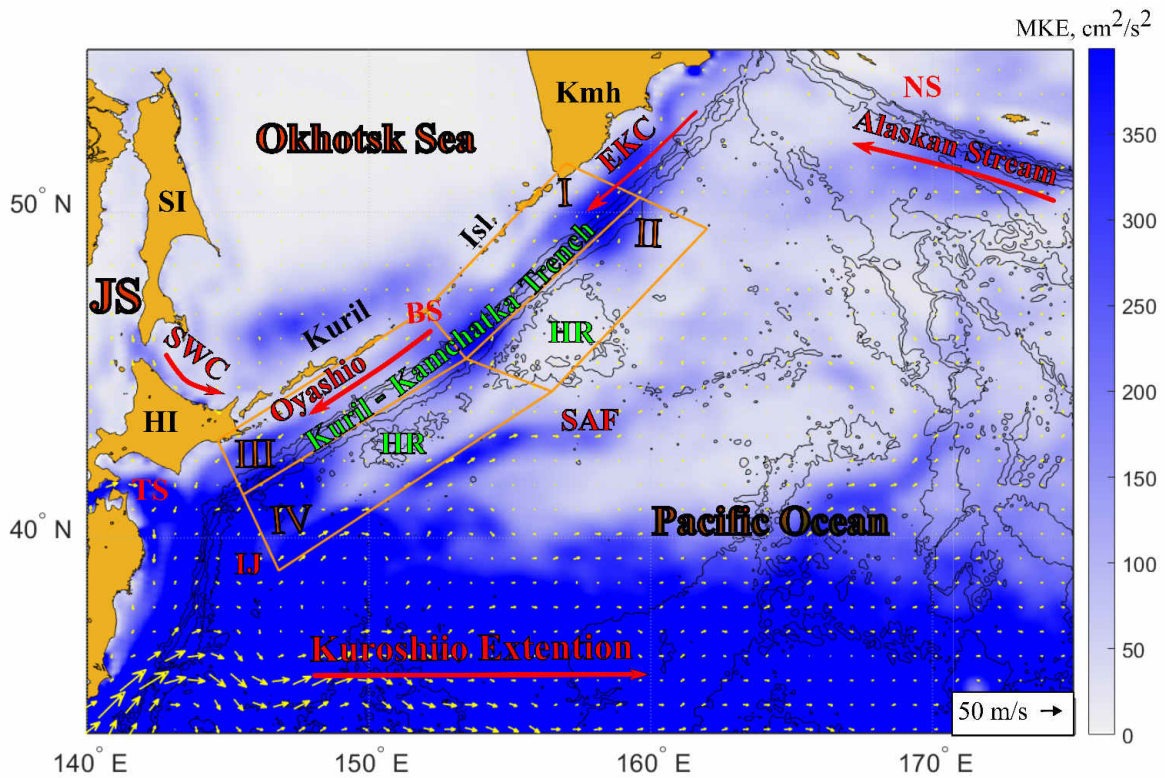 MKE, cm²/s²
Kmh
NS
Okhotsk Sea
EKC
Alaskan Stream
350
SI
I
50° N
Isl.
II
300
JS
Kuril
BS
Kuril - Kamchatka Trench
HR
250
SWC
Oyashio
SAF
200
HI
III
HR
TS
IV
Pacific Ocean
150
40° N
IJ
100
Kuroshiio Extention
50
50 m/s
0
140° E
150° E
160° E
170° E